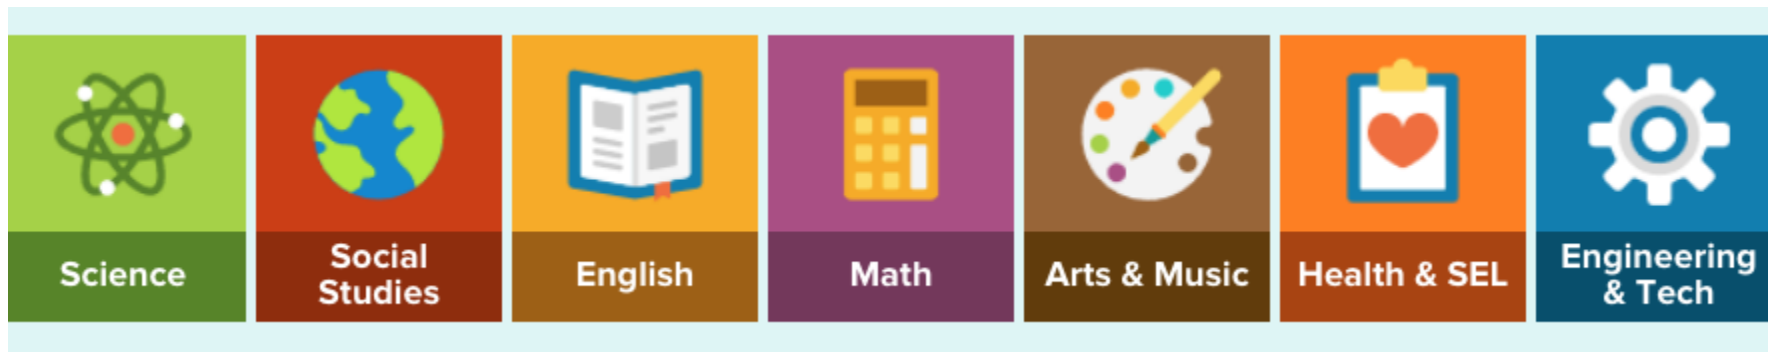 Science
Social
Studies
English
Math
Arts & Music
Health & SEL
Engineering
& Tech